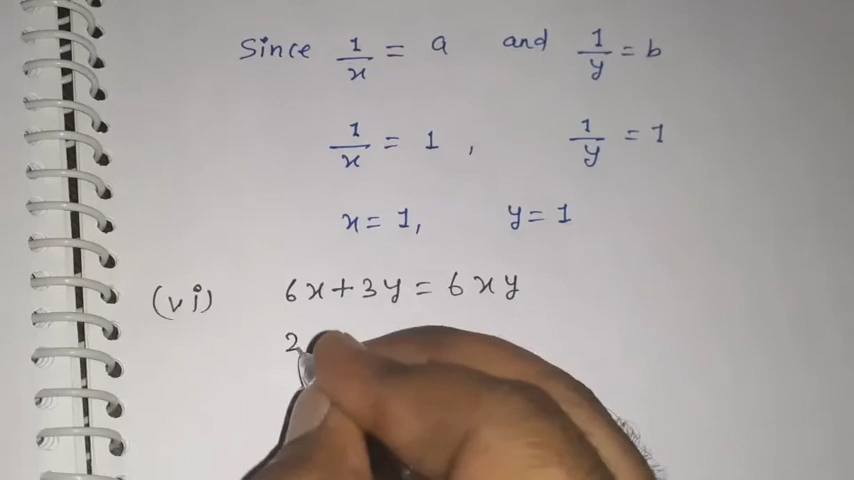 Since 1/x = a and 1/y = b
1/x = 1 , 1/y = 1
x = 1, y = 1
(vi) 6x + 3y = 6xy
2